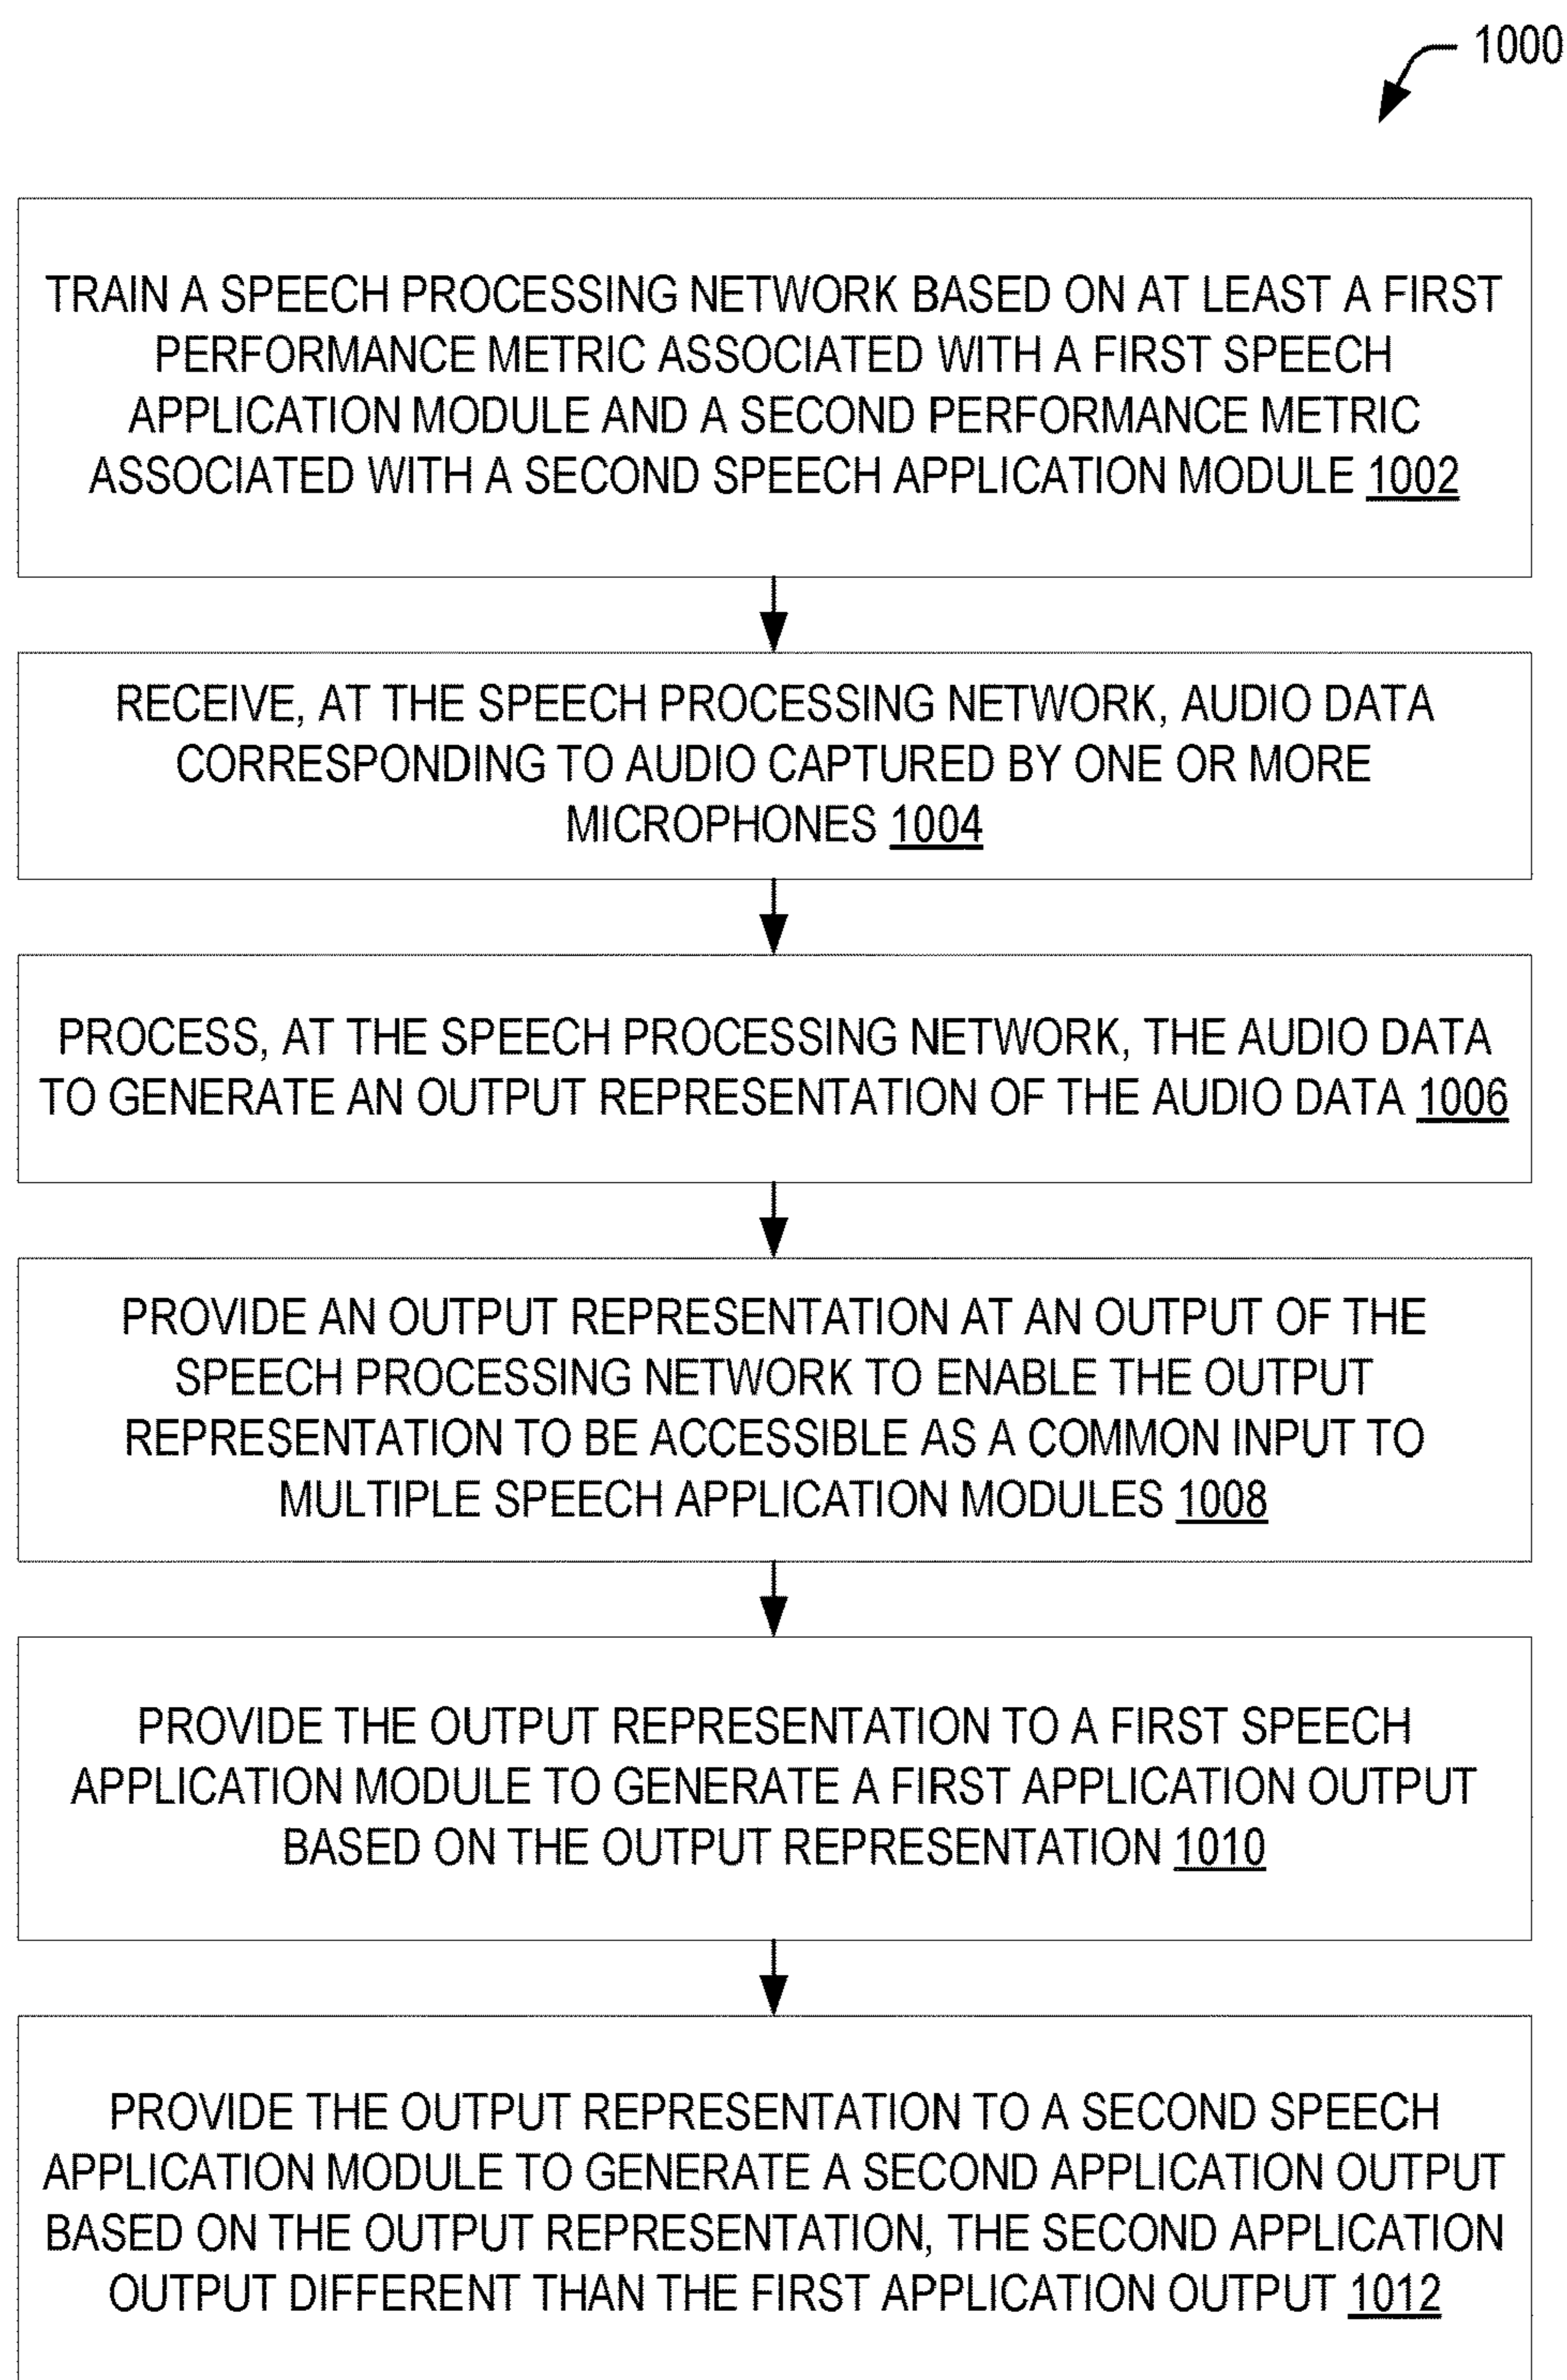 1000
TRAIN A SPEECH PROCESSING NETWORK BASED ON AT LEAST A FIRST
PERFORMANCE METRIC ASSOCIATED WITH A FIRST SPEECH
APPLICATION MODULE AND A SECOND PERFORMANCE METRIC
ASSOCIATED WITH A SECOND SPEECH APPLICATION MODULE 1002
RECEIVE, AT THE SPEECH PROCESSING NETWORK, AUDIO DATA
CORRESPONDING TO AUDIO CAPTURED BY ONE OR MORE
MICROPHONES 1004
PROCESS, AT THE SPEECH PROCESSING NETWORK, THE AUDIO DATA
TO GENERATE AN OUTPUT REPRESENTATION OF THE AUDIO DATA 1006
PROVIDE AN OUTPUT REPRESENTATION AT AN OUTPUT OF THE
SPEECH PROCESSING NETWORK TO ENABLE THE OUTPUT
REPRESENTATION TO BE ACCESSIBLE AS A COMMON INPUT TO
MULTIPLE SPEECH APPLICATION MODULES 1008
PROVIDE THE OUTPUT REPRESENTATION TO A FIRST SPEECH
APPLICATION MODULE TO GENERATE A FIRST APPLICATION OUTPUT
BASED ON THE OUTPUT REPRESENTATION 1010
PROVIDE THE OUTPUT REPRESENTATION TO A SECOND SPEECH
APPLICATION MODULE TO GENERATE A SECOND APPLICATION OUTPUT
BASED ON THE OUTPUT REPRESENTATION, THE SECOND APPLICATION
OUTPUT DIFFERENT THAN THE FIRST APPLICATION OUTPUT 1012